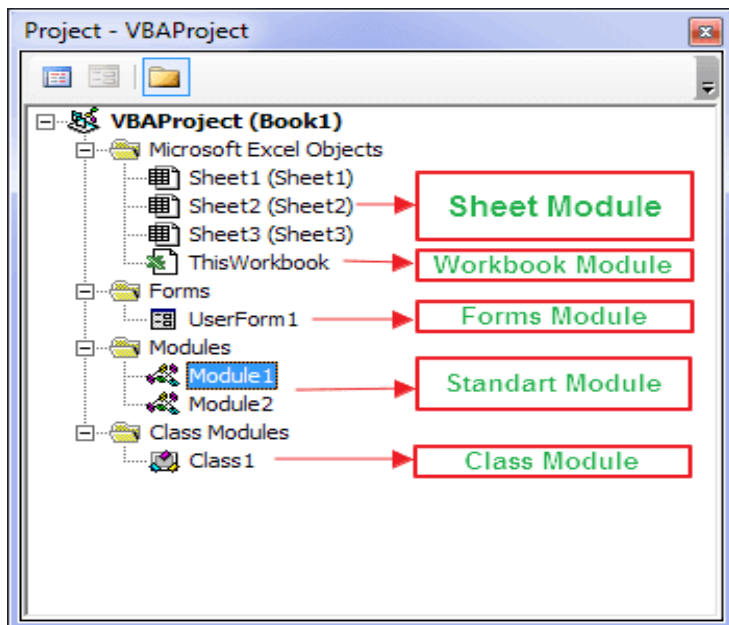 Project - VBAProject
VBAProject (Book1)
Microsoft Excel Objects
Sheet1 (Sheet1)
Sheet2 (Sheet2)
Sheet Module
Sheet3 (Sheet3)
ThisWorkbook
Workbook Module
Forms
UserForm1
Forms Module
Modules
Module1
Standart Module
Module2
Class Modules
Class1
Class Module